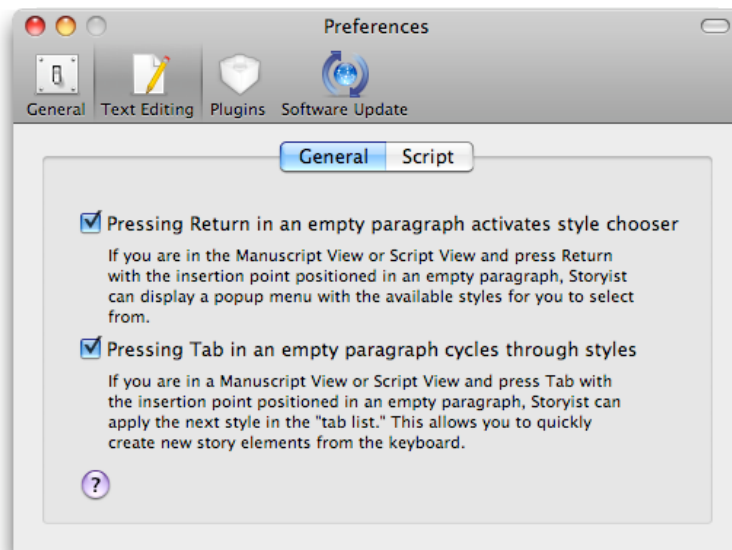 Preferences
General Text Editing Plugins Software Update
General Script
Pressing Return in an empty paragraph activates style chooser
If you are in the Manuscript View or Script View and press Return
with the insertion point positioned in an empty paragraph, Storyist
can display a popup menu with the available styles for you to select
from.
Pressing Tab in an empty paragraph cycles through styles
If you are in a Manuscript View or Script View and press Tab with
the insertion point positioned in an empty paragraph, Storyist can
apply the next style in the "tab list." This allows you to quickly
create new story elements from the keyboard.
?